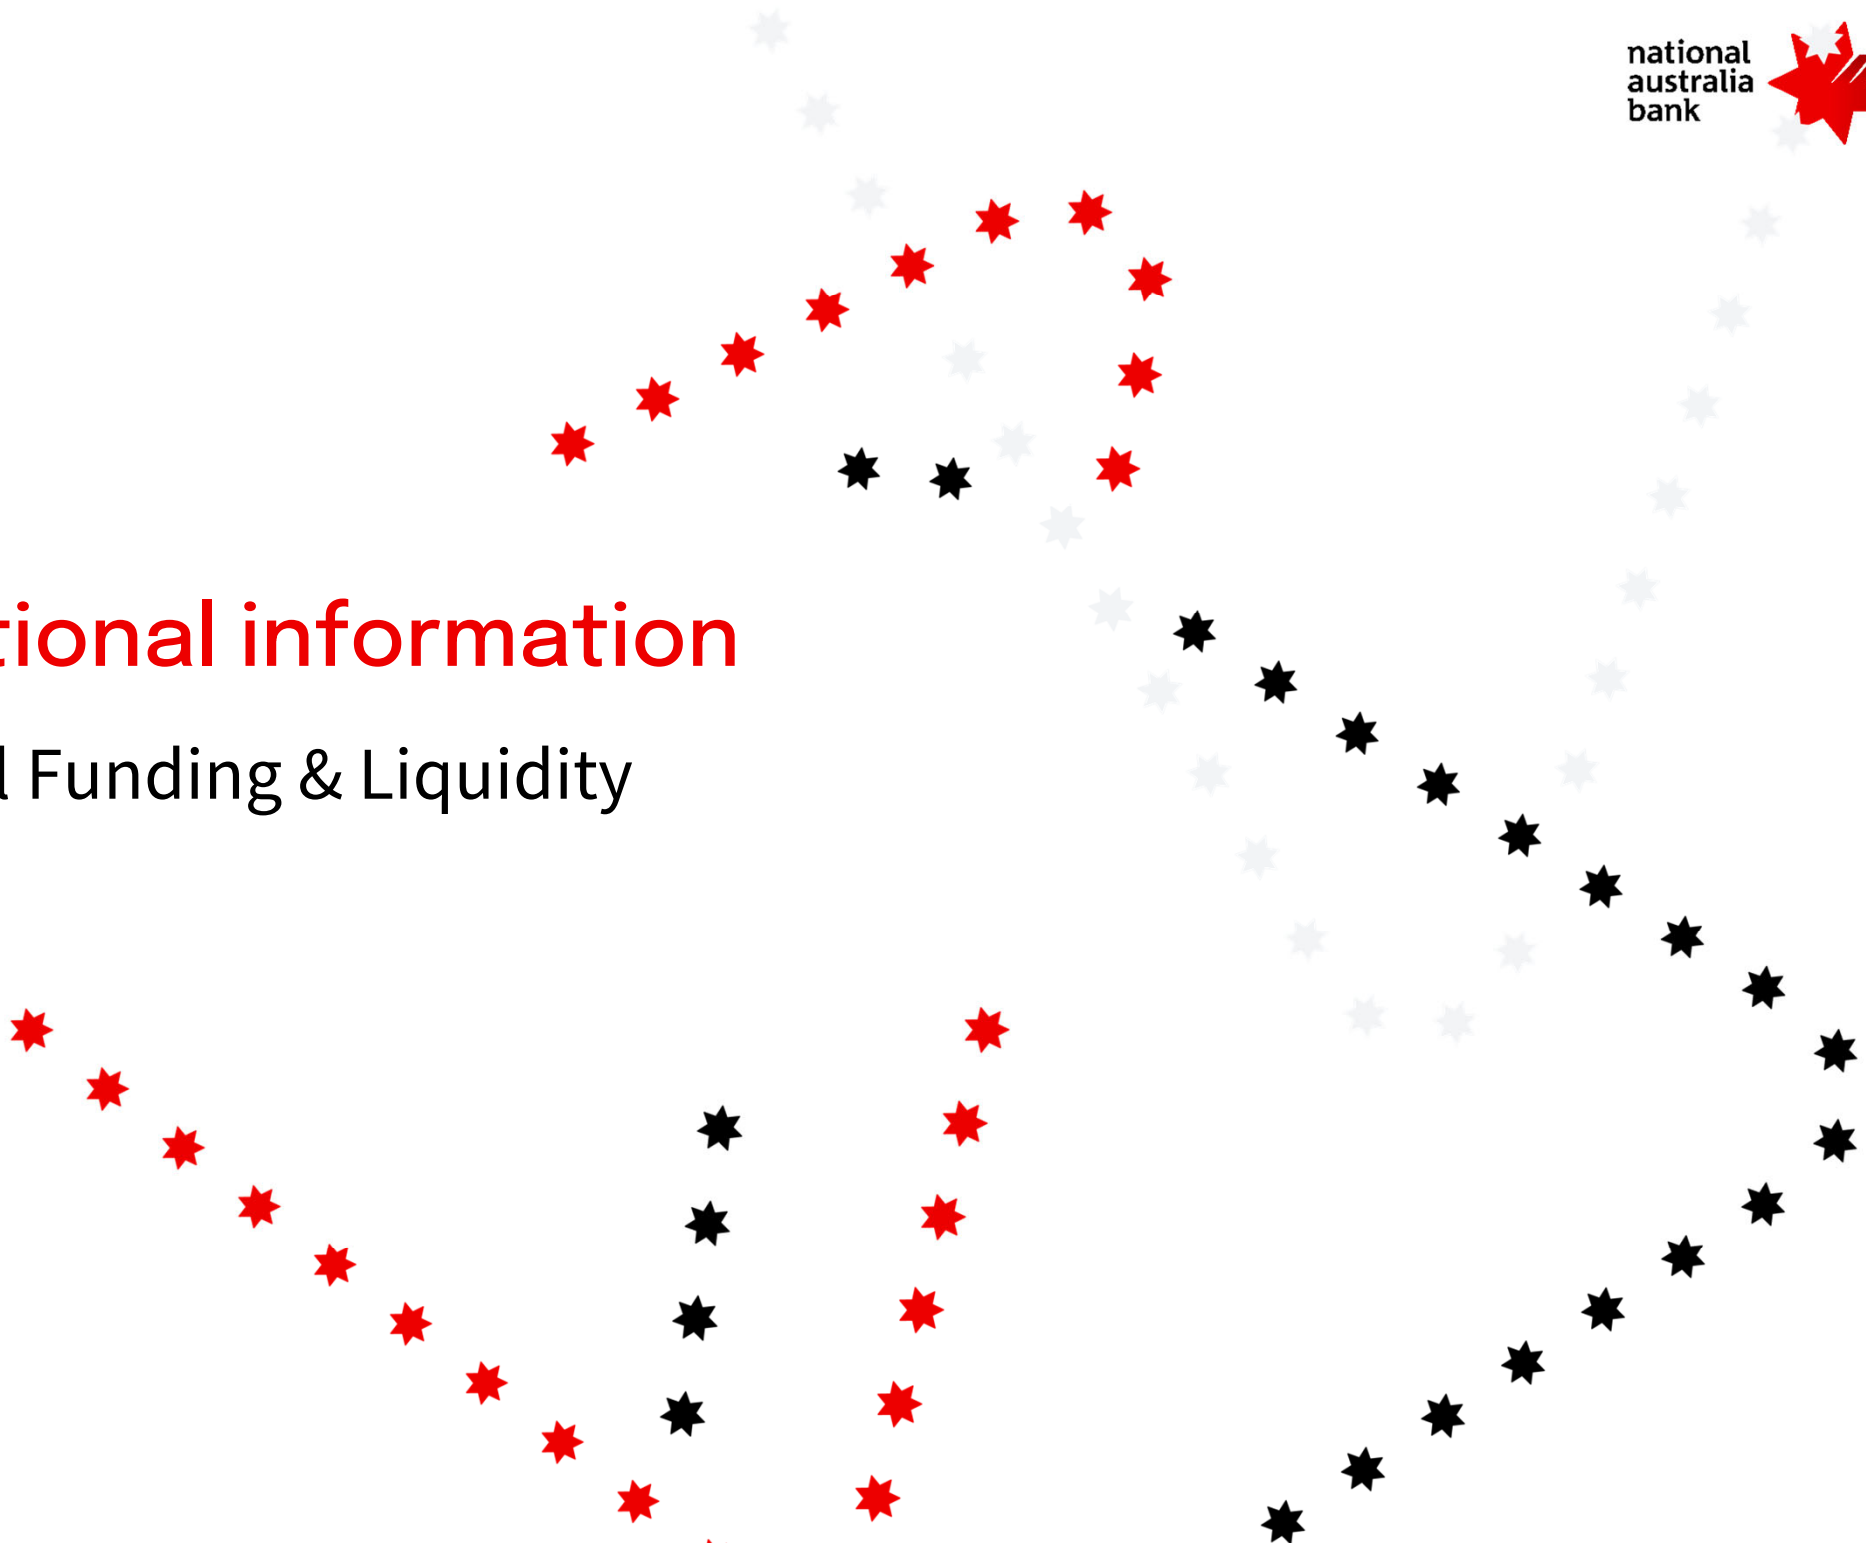 national
australia
bank
tional information
l Funding & Liquidity